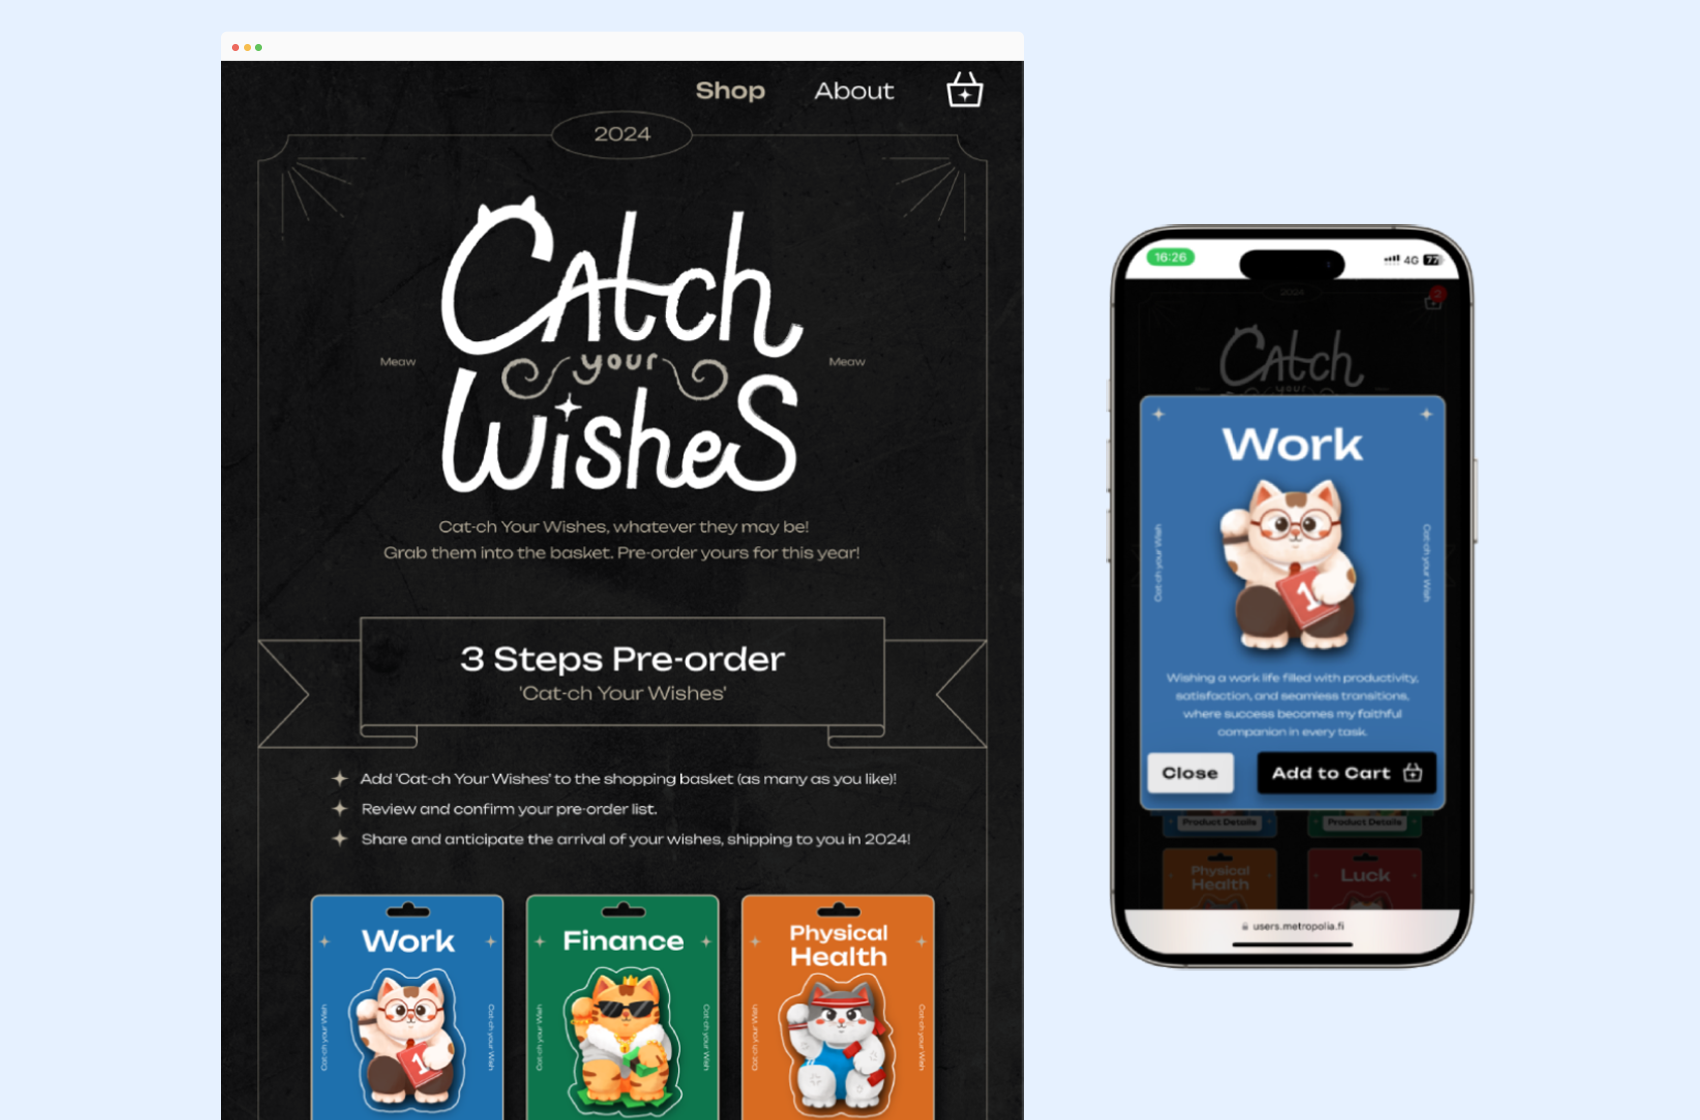 Shop
About
2024
Catch
your
Wishes
Meaw
Meaw
Cat-ch Your Wishes, whatever they may be!
Grab them into the basket. Pre-order yours for this year!
3 Steps Pre-order
'Cat-ch Your Wishes'
Add 'Cat-ch Your Wishes' to the shopping basket (as many as you like)!
Review and confirm your pre-order list.
Share and anticipate the arrival of your wishes, shipping to you in 2024!
Work
Cat-ch your Wish
Cat-ch your Wish
1
Finance
Cat-ch your Wish
Cat-ch your Wish
Physical
Health
Cat-ch your Wish
Cat-ch your Wish
16:26
4G
77
2024
2
Catch
your
Work
Cat-ch your Wish
Cat-ch your Wish
1
Wishing a work life filled with productivity,
satisfaction, and seamless transitions,
where success becomes my faithful
companion in every task.
Close
Add to Cart
Product Details
Product Details
Physical
Health
Luck
users.metropolia.fi